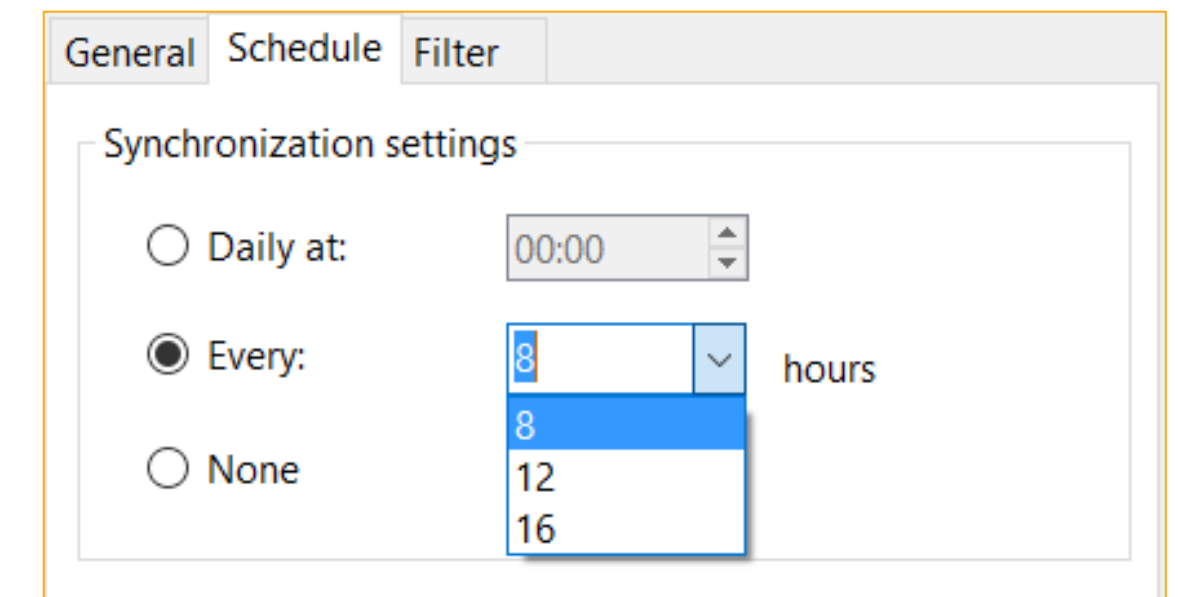 General Schedule Filter
Synchronization settings
Daily at: 00:00
Every: 8 hours
8
None 12
16